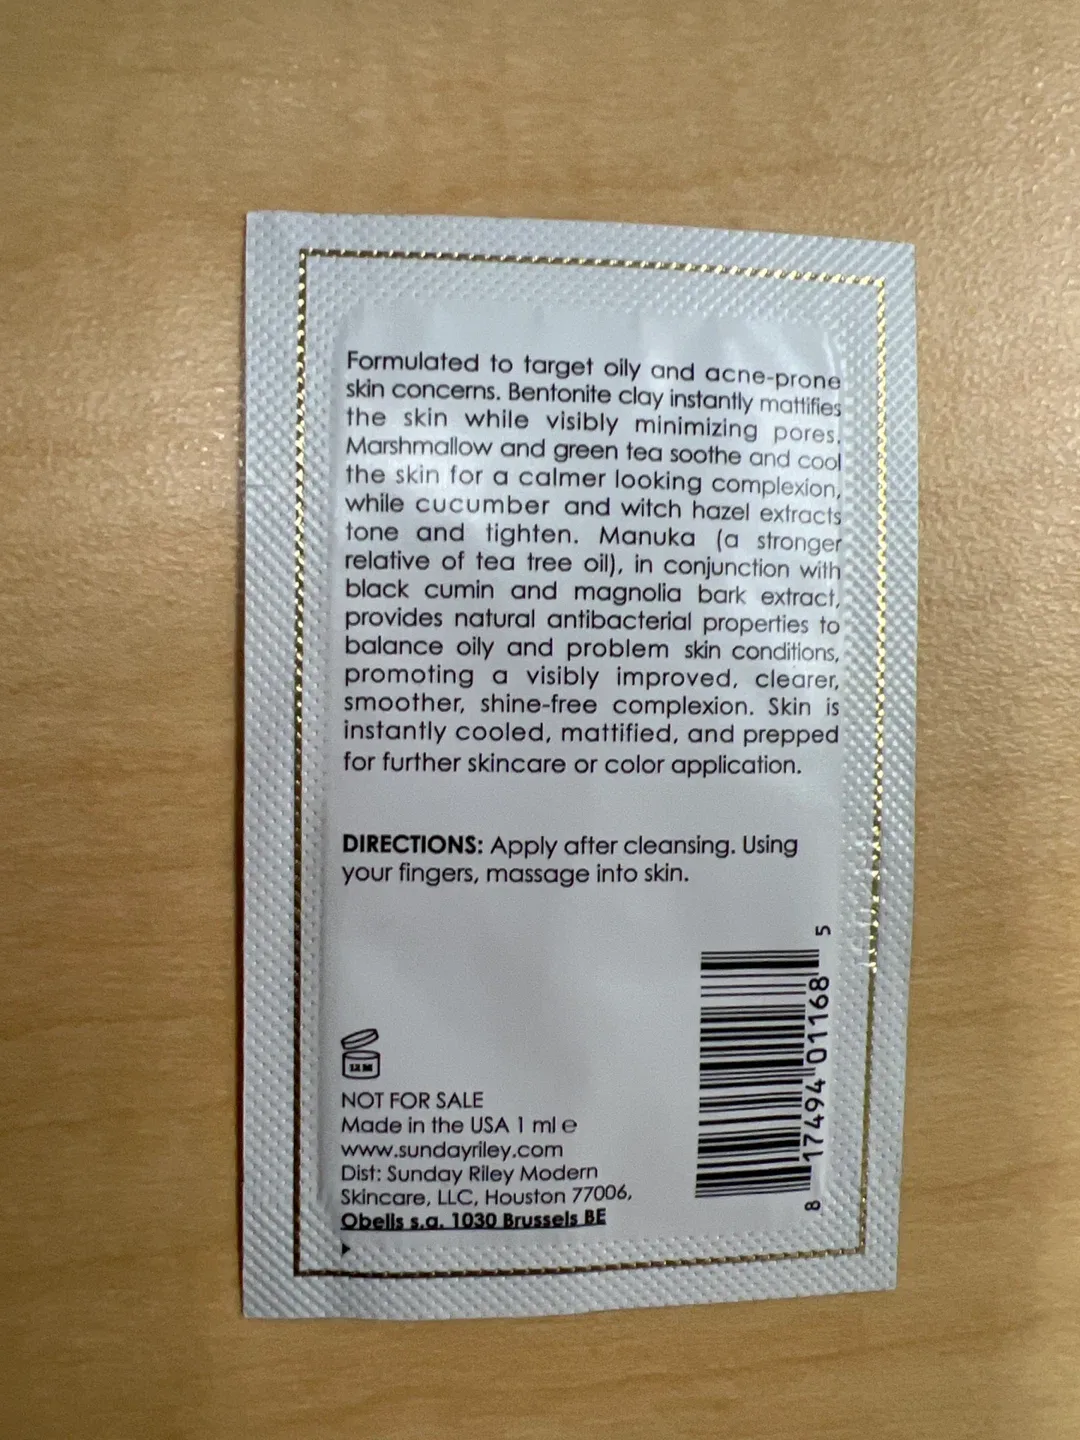 Formulated to target oily and acne-prone
skin concerns. Bentonite clay instantly mattifies
the skin while visibly minimizing pores.
Marshmallow and green tea soothe and cool
the skin for a calmer looking complexion,
while cucumber and witch hazel extracts
tone and tighten. Manuka (a stronger
relative of tea tree oil), in conjunction with
black cumin and magnolia bark extract,
provides natural antibacterial properties to
balance oily and problem skin conditions,
promoting a visibly improved, clearer,
smoother, shine-free complexion. Skin is
instantly cooled, mattified, and prepped
for further skincare or color application.
DIRECTIONS: Apply after cleansing. Using
your fingers, massage into skin.
12 M
NOT FOR SALE
Made in the USA 1 ml e
www.sundayriley.com
Dist: Sunday Riley Modern
Skincare, LLC, Houston 77006,
Obells s.a. 1030 Brussels BE
8 17494 01168 5